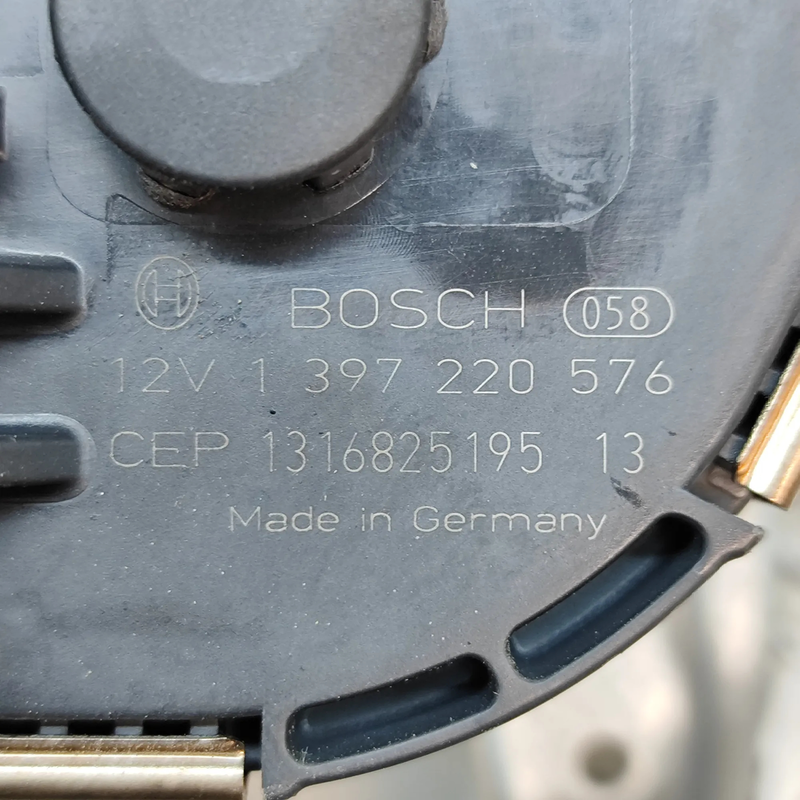 BOSCH 058
12V 1 397 220 576
CEP 1316825195 13
Made in Germany